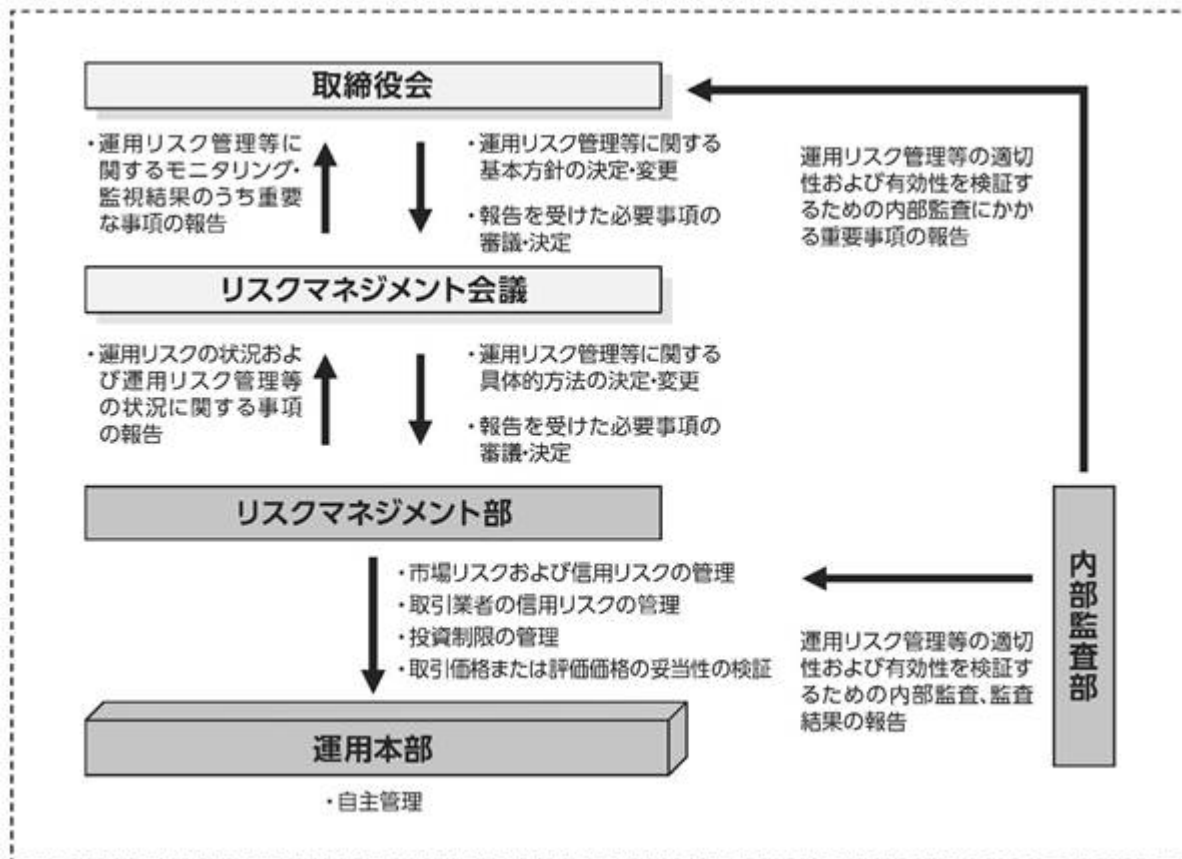 取締役会
・運用リスク管理等に
関するモニタリング・
監視結果のうち重要
な事項の報告
・運用リスク管理等に関する
基本方針の決定・変更
・報告を受けた必要事項の
審議・決定
運用リスク管理等の適切
性および有効性を検証す
るための内部監査にかか
る重要事項の報告
リスクマネジメント会議
・運用リスクの状況およ
び運用リスク管理等
の状況に関する事項
の報告
・運用リスク管理等に関する
具体的方法の決定・変更
・報告を受けた必要事項の
審議・決定
リスクマネジメント部
・市場リスクおよび信用リスクの管理
・取引業者の信用リスクの管理
・投資制限の管理
・取引価格または評価価格の妥当性の検証
運用リスク管理等の適切
性および有効性を検証す
るための内部監査、監査
結果の報告
内部監査部
運用本部
・自主管理